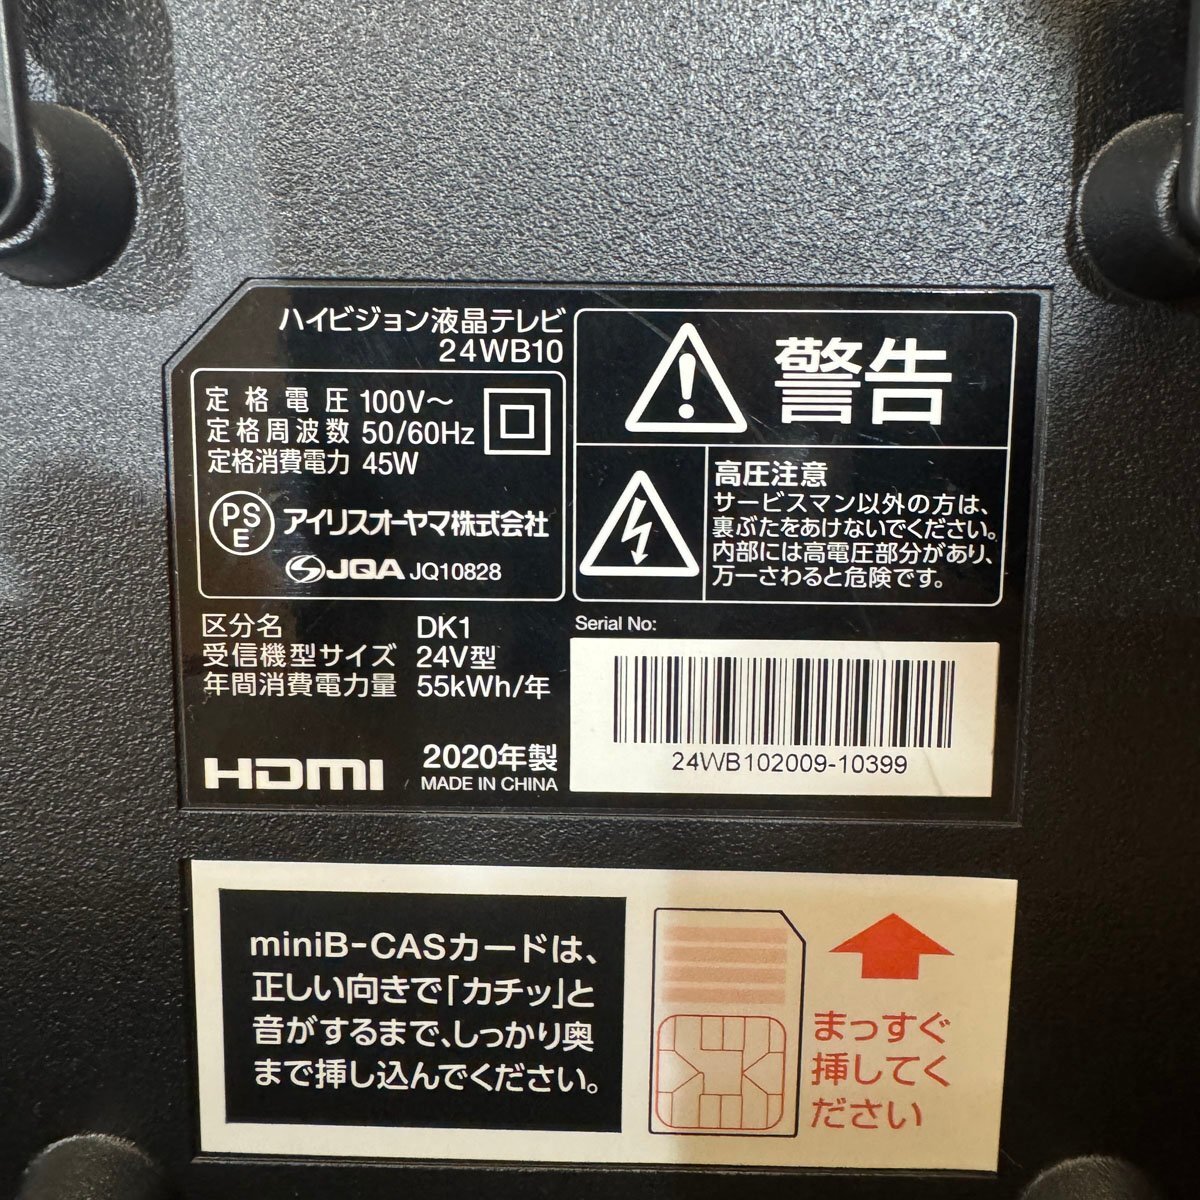 ハイビジョン液晶テレビ
24WB10
定格電圧 100V〜
定格周波数 50/60Hz
定格消費電力 45W
PSE
アイリスオーヤマ株式会社
JQA JQ10828
区分名 DK1
受信機型サイズ 24V型
年間消費電力量 55kWh/年
HDMI
2020年製
MADE IN CHINA
警告
高圧注意
サービスマン以外の方は、
裏ぶたをあけないでください。
内部には高電圧部分があり、
万一さわると危険です。
Serial No:
24WB102009-10399
miniB-CASカードは、
正しい向きで「カチッ」と
音がするまで、しっかり奥
まで挿し込んでください。
まっすぐ
挿してく
ださい